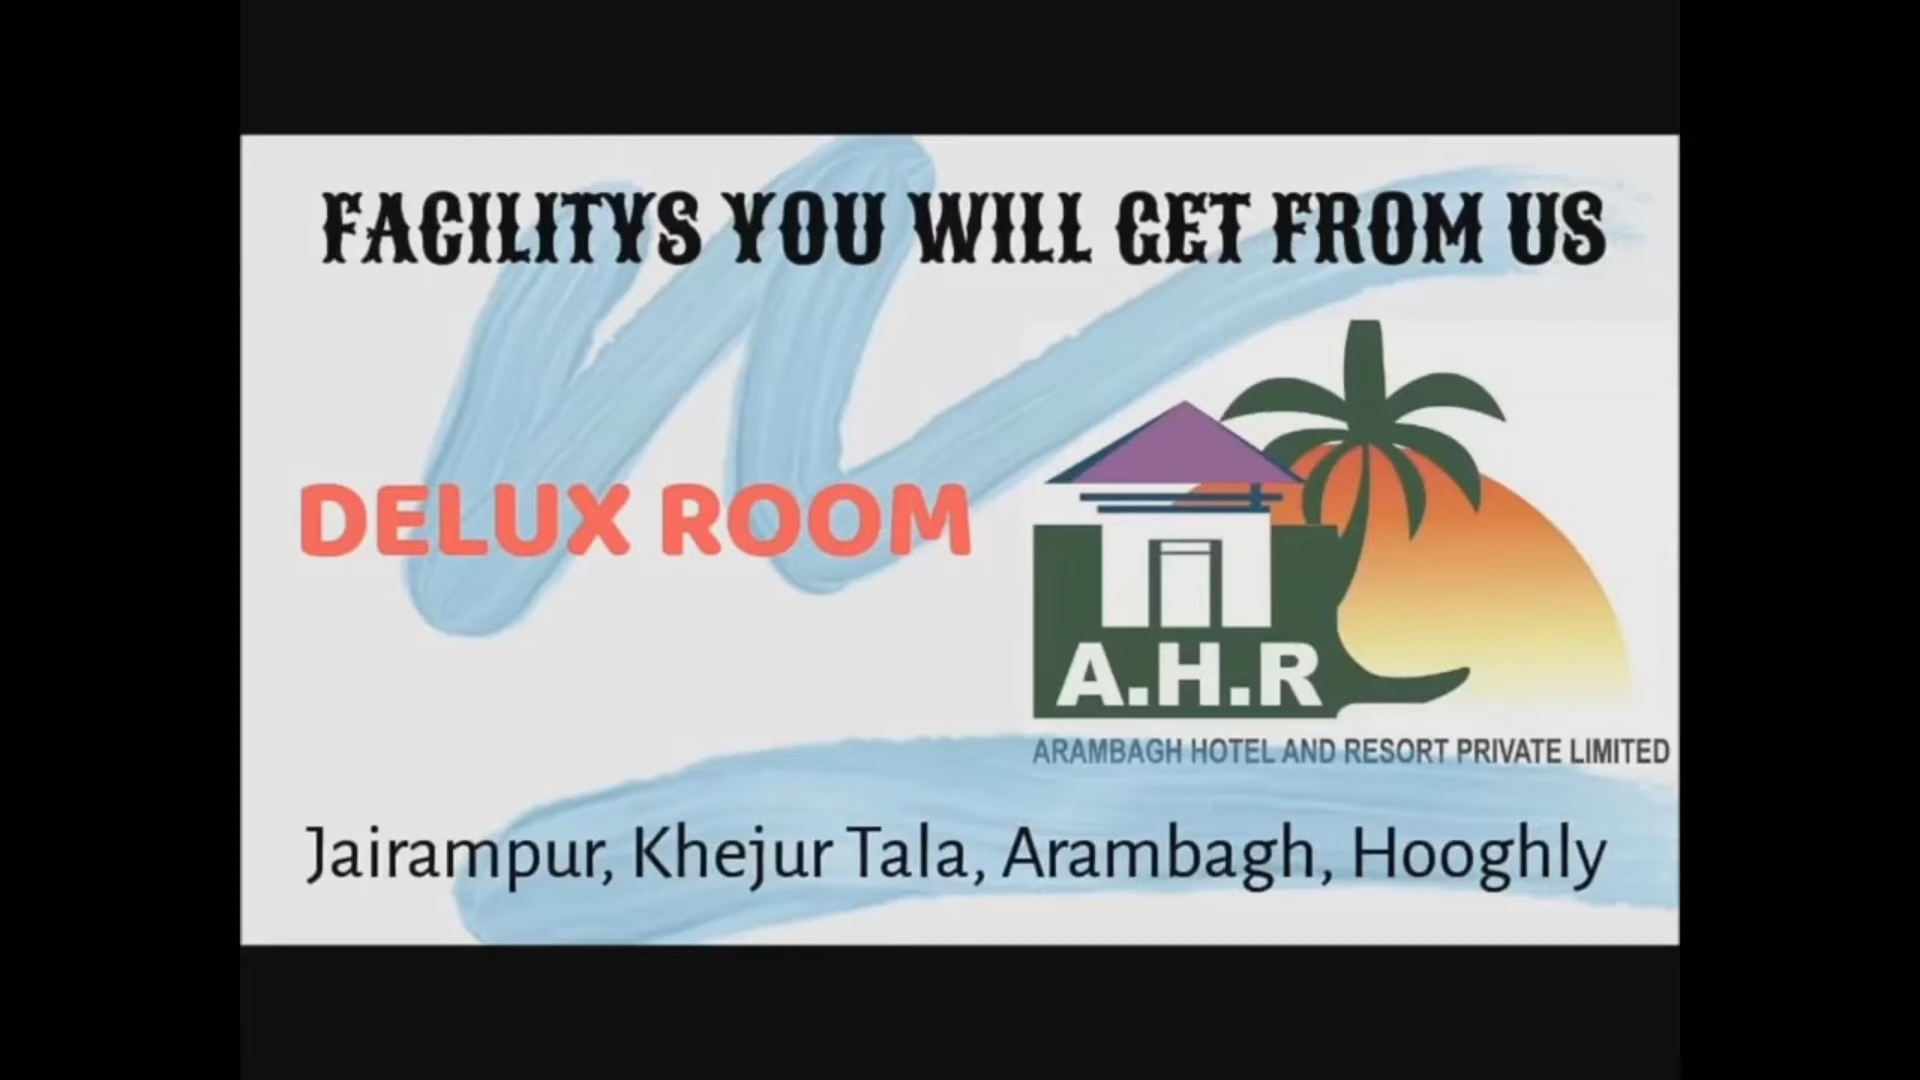 FACILITYS YOU WILL GET FROM US
DELUX ROOM
A.H.R
ARAMBAGH HOTEL AND RESORT PRIVATE LIMITED
Jairampur, Khejur Tala, Arambagh, Hooghly